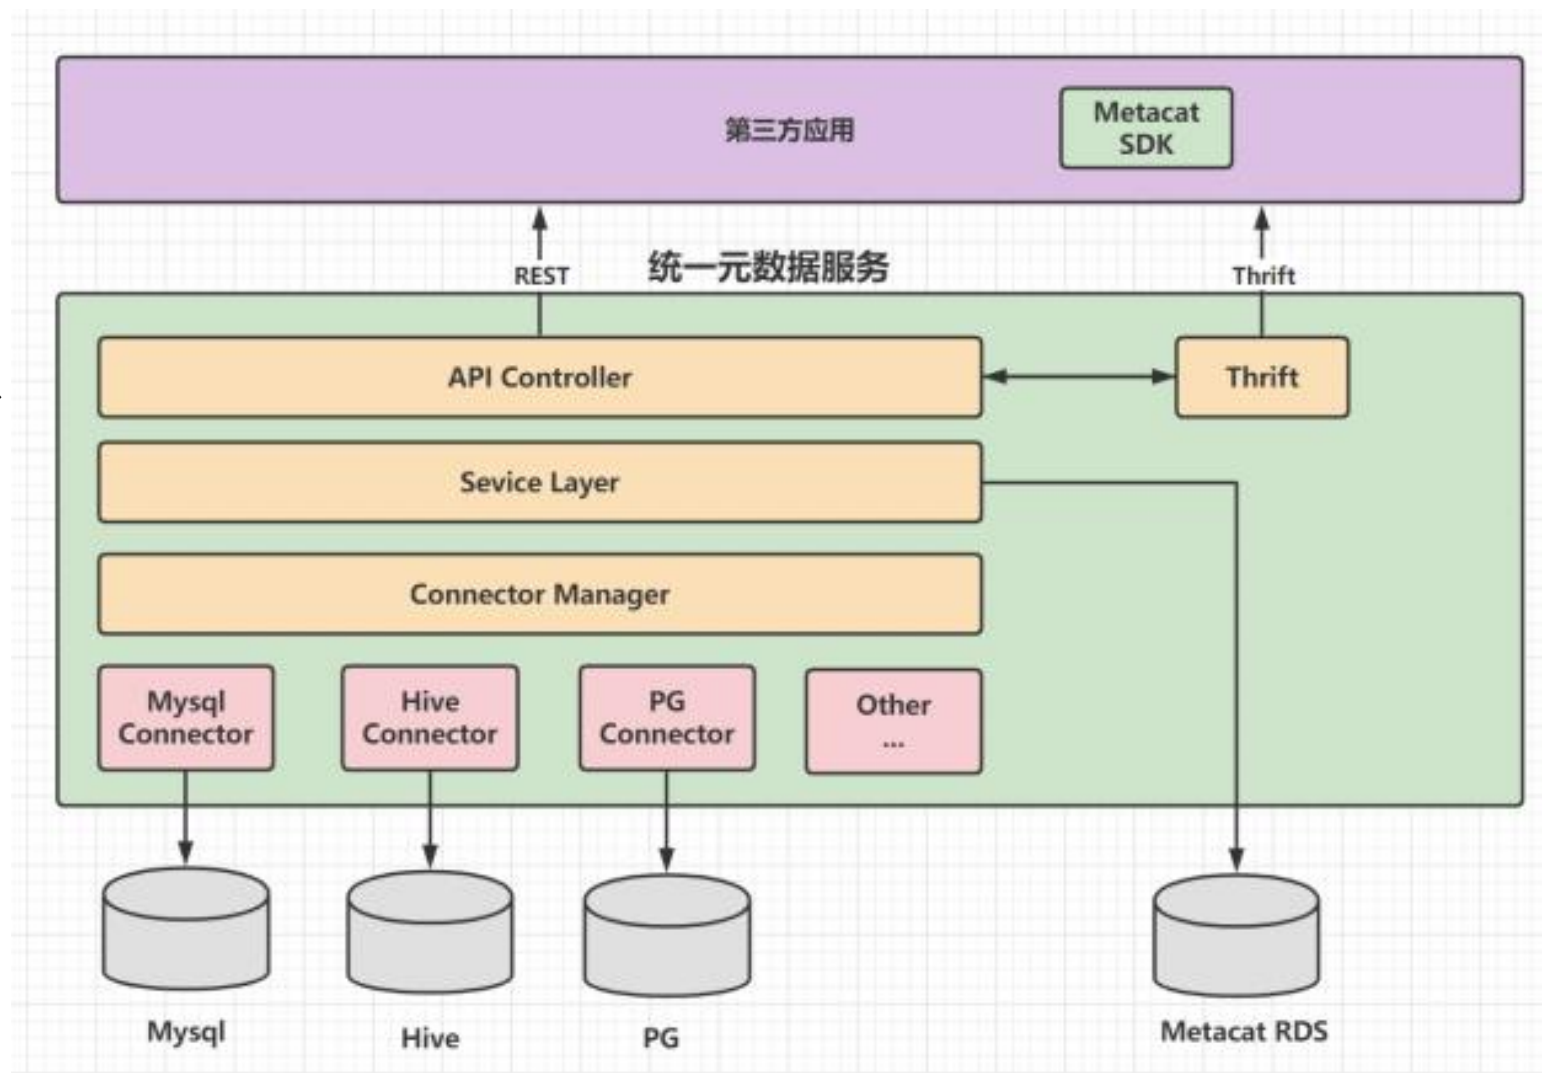 第三方应用
Metacat
SDK
REST
统一元数据服务
Thrift
API Controller
Thrift
Sevice Layer
Connector Manager
Mysql
Connector
Hive
Connector
PG
Connector
Other
...
Mysql
Hive
PG
Metacat RDS